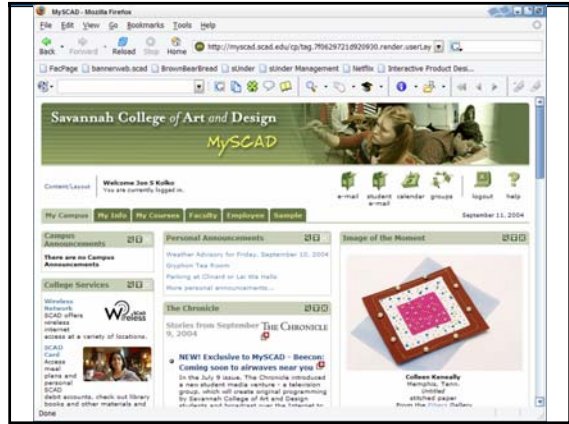 MySCAD - Mozilla Firefox
File Edit View Go Bookmarks Tools Help
Back Forward Reload Stop Home http://myscad.scad.edu/cp/tag.7f0629721d920930.render.userLay
FacPage bannerweb.scad BrownBearBread sUnder sUnder Management Netflix Interactive Product Desi...
Savannah College of Art and Design
MySCAD
Content/Layout
Welcome Jon S Kolko
You are currently logged in.
e-mail student e-mail calendar groups logout help
My Campus My Info My Courses Faculty Employee Sample
September 11, 2004
Campus Announcements
There are no Campus Announcements
College Services
Wireless Network
SCAD offers wireless internet access at a variety of locations.
SCAD Wireless
SCAD Card
Access meal plans and personal SCAD debit accounts, check out library books and other materials and
Personal Announcements
Weather Advisory for Friday, September 10, 2004
Gryphon Tea Room
Parking at Clinard or Lai Wa Halls
More personal announcements...
The Chronicle
Stories from September 9, 2004
THE CHRONICLE
NEW! Exclusive to MySCAD - Beecon:
Coming soon to airwaves near you
In the July 9 issue, The Chronicle introduced
a new student media venture - a television
group, which will create original programming
by Savannah College of Art and Design
students and broadcast over the Internet to
Image of the Moment
Colleen Keneally
Memphis, Tenn.
Untitled
stitched paper
From the Fibers Gallery
Done